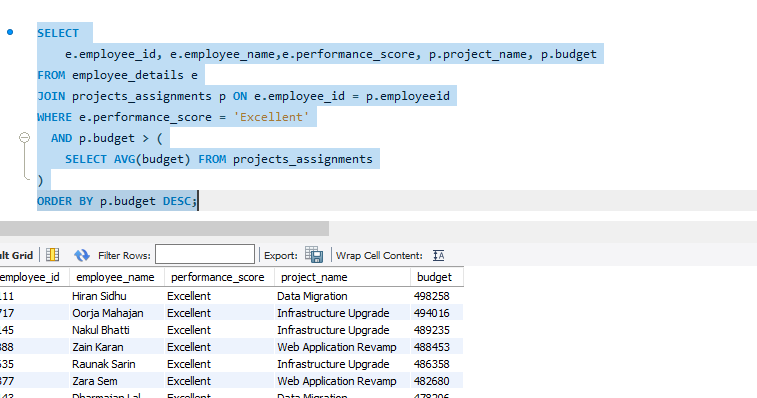 SELECT
e.employee_id, e.employee_name,e.performance_score, p.project_name, p.budget
FROM employee_details e
JOIN projects_assignments p ON e.employee_id = p.employeeid
WHERE e.performance_score = 'Excellent'
AND p.budget > (
SELECT AVG(budget) FROM projects_assignments
)
ORDER BY p.budget DESC;
ult Grid Filter Rows: Export: Wrap Cell Content:
employee_id employee_name performance_score project_name budget
111 Hiran Sidhu Excellent Data Migration 498258
717 Oorja Mahajan Excellent Infrastructure Upgrade 494016
145 Nakul Bhatti Excellent Infrastructure Upgrade 489235
388 Zain Karan Excellent Web Application Revamp 488453
535 Raunak Sarin Excellent Infrastructure Upgrade 486358
377 Zara Sem Excellent Web Application Revamp 482680
Dharmajan Lal Excellent Data Migration 478206